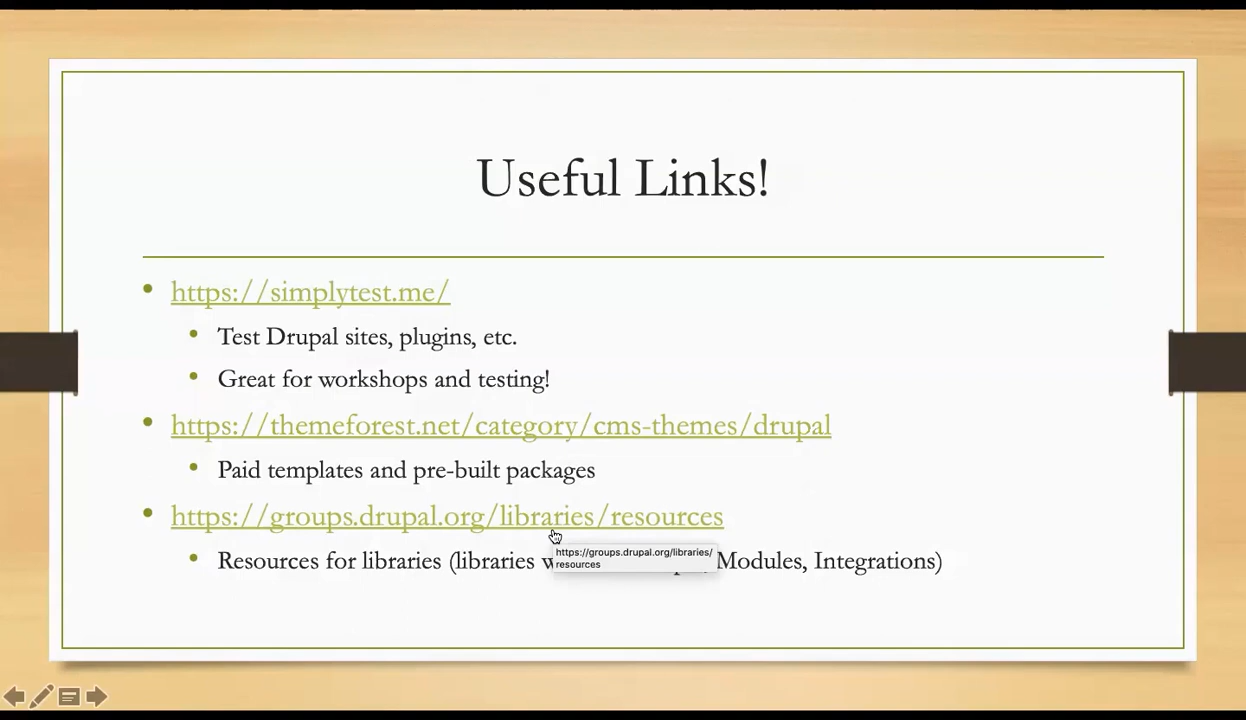 Useful Links!
https://simplytest.me/
Test Drupal sites, plugins, etc.
Great for workshops and testing!
https://themeforest.net/category/cms-themes/drupal
Paid templates and pre-built packages
https://groups.drupal.org/libraries/resources
https://groups.drupal.org/libraries/
resources
Resources for libraries (libraries Modules, Integrations)